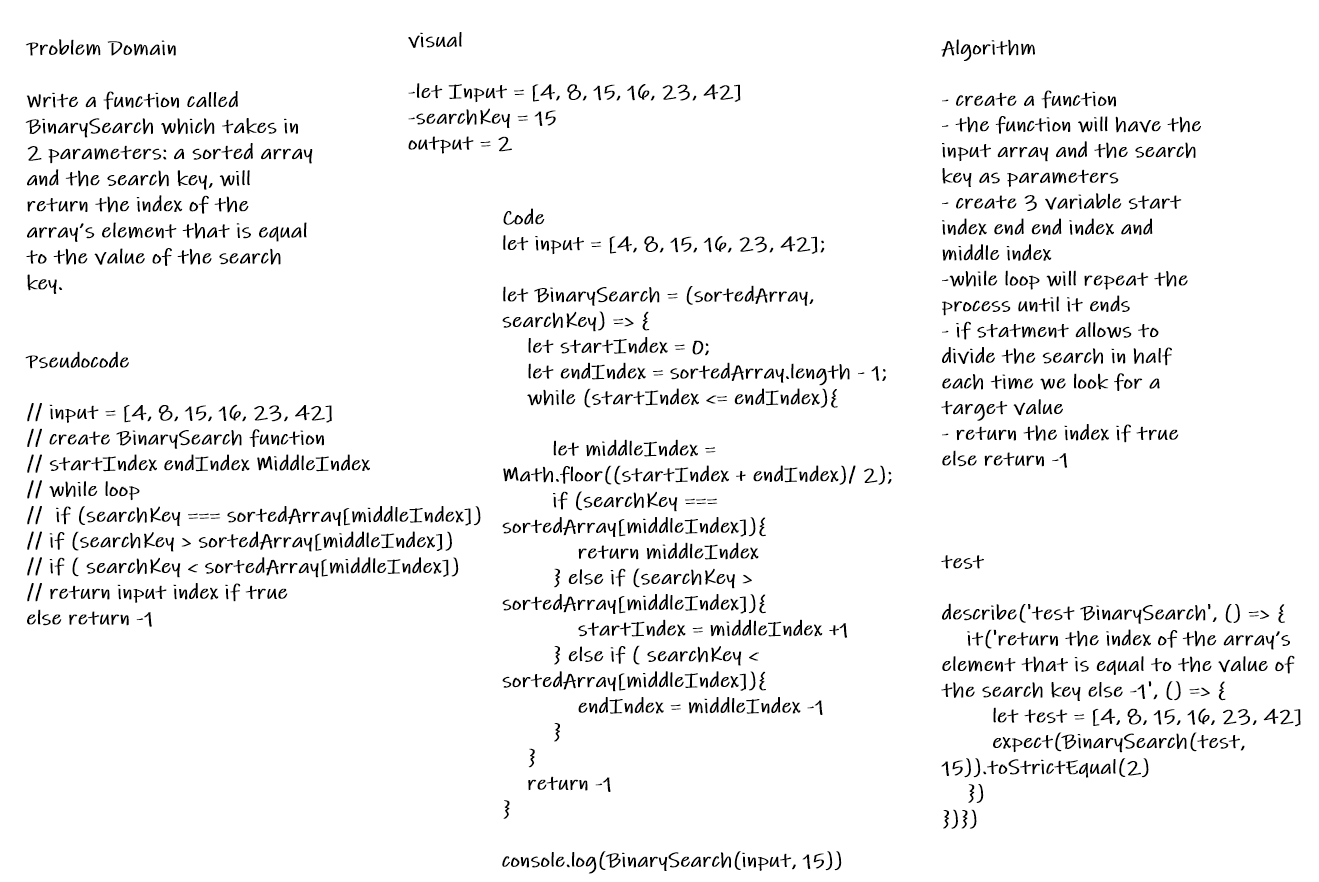 Problem Domain
Write a function called
BinarySearch which takes in
2 parameters: a sorted array
and the search key, will
return the index of the
array's element that is equal
to the value of the search
key.
Pseudocode
// input = [4, 8, 15, 16, 23, 42]
// create BinarySearch function
// startIndex endIndex MiddleIndex
// while loop
//  if (searchKey === sortedArray[middleIndex])
// if (searchKey > sortedArray[middleIndex])
// if ( searchKey < sortedArray[middleIndex])
// return input index if true
else return -1
visual
-let Input = [4, 8, 15, 16, 23, 42]
-searchKey = 15
output = 2
Code
let input = [4, 8, 15, 16, 23, 42];
let BinarySearch = (sortedArray,
searchKey) => {
let startIndex = 0;
let endIndex = sortedArray.length - 1;
while (startIndex <= endIndex){
let middleIndex =
Math.floor((startIndex + endIndex)/ 2);
if (searchKey ===
sortedArray[middleIndex]){
return middleIndex
} else if (searchKey >
sortedArray[middleIndex]){
startIndex = middleIndex +1
} else if ( searchKey <
sortedArray[middleIndex]){
endIndex = middleIndex -1
}
}
return -1
}
console.log(BinarySearch(input, 15))
Algorithm
- create a function
- the function will have the
input array and the search
key as parameters
- create 3 variable start
index end end index and
middle index
-while loop will repeat the
process until it ends
- if statment allows to
divide the search in half
each time we look for a
target value
- return the index if true
else return -1
test
describe('test BinarySearch', () => {
it('return the index of the array's
element that is equal to the value of
the search key else -1', () => {
let test = [4, 8, 15, 16, 23, 42]
expect(BinarySearch(test,
15)).toStrictEqual(2)
})
})})